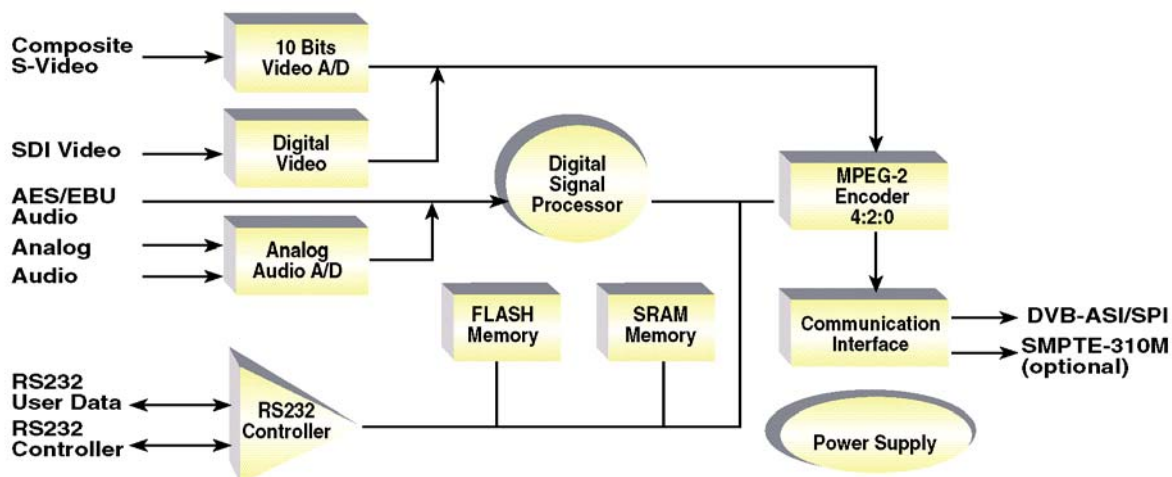 Composite
S-Video
10 Bits
Video A/D
SDI Video
Digital
Video
AES/EBU
Audio
Analog
Audio
Analog
Audio A/D
Digital
Signal
Processor
MPEG-2
Encoder
4:2:0
FLASH
Memory
SRAM
Memory
Communication
Interface
DVB-ASI/SPI
SMPTE-310M
(optional)
RS232
User Data
RS232
Controller
RS232
Controller
Power Supply